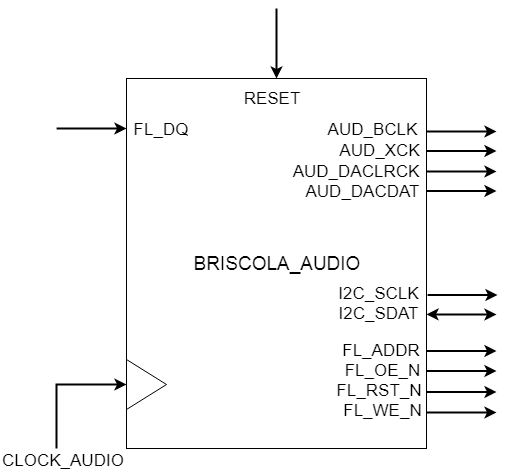 RESET
FL_DQ
AUD_BCLK
AUD_XCK
AUD_DACLRCK
AUD_DACDAT
BRISCOLA_AUDIO
I2C_SCLK
I2C_SDAT
FL_ADDR
FL_OE_N
FL_RST_N
FL_WE_N
CLOCK_AUDIO